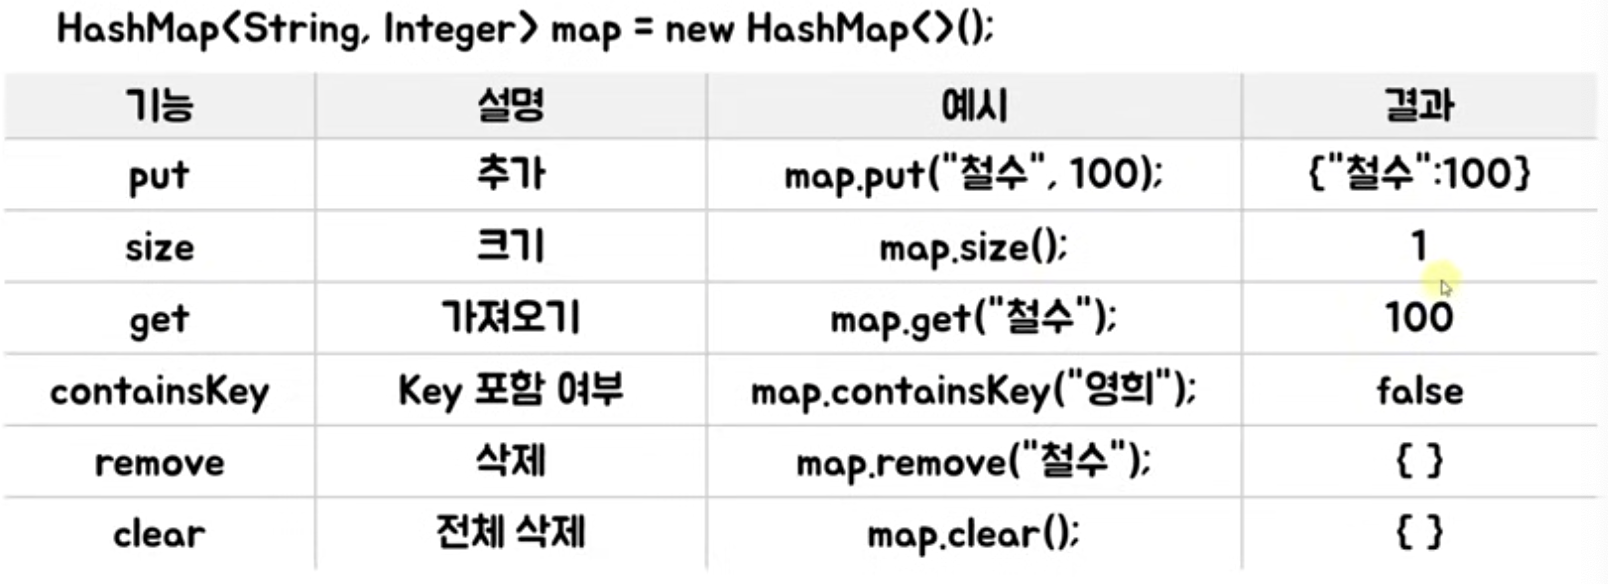 HashMap<String, Integer> map = new HashMap<>();
기능 설명 예시 결과
put 추가 map.put("철수", 100); {"철수":100}
size 크기 map.size(); 1
get 가져오기 map.get("철수"); 100
containsKey Key 포함 여부 map.containsKey("영희"); false
remove 삭제 map.remove("철수"); { }
clear 전체 삭제 map.clear(); { }